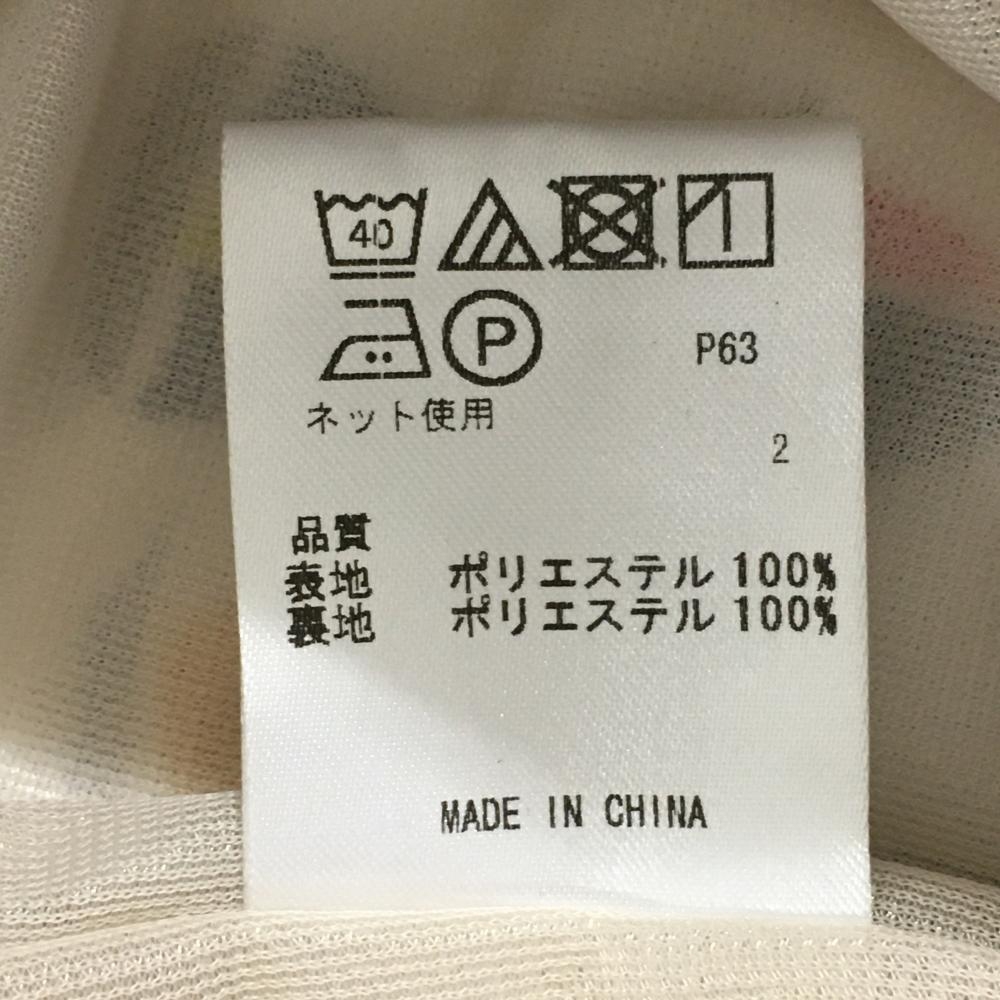 40
P P63
ネット使用
2
品質
表地 ポリエステル 100%
裏地 ポリエステル 100%
MADE IN CHINA